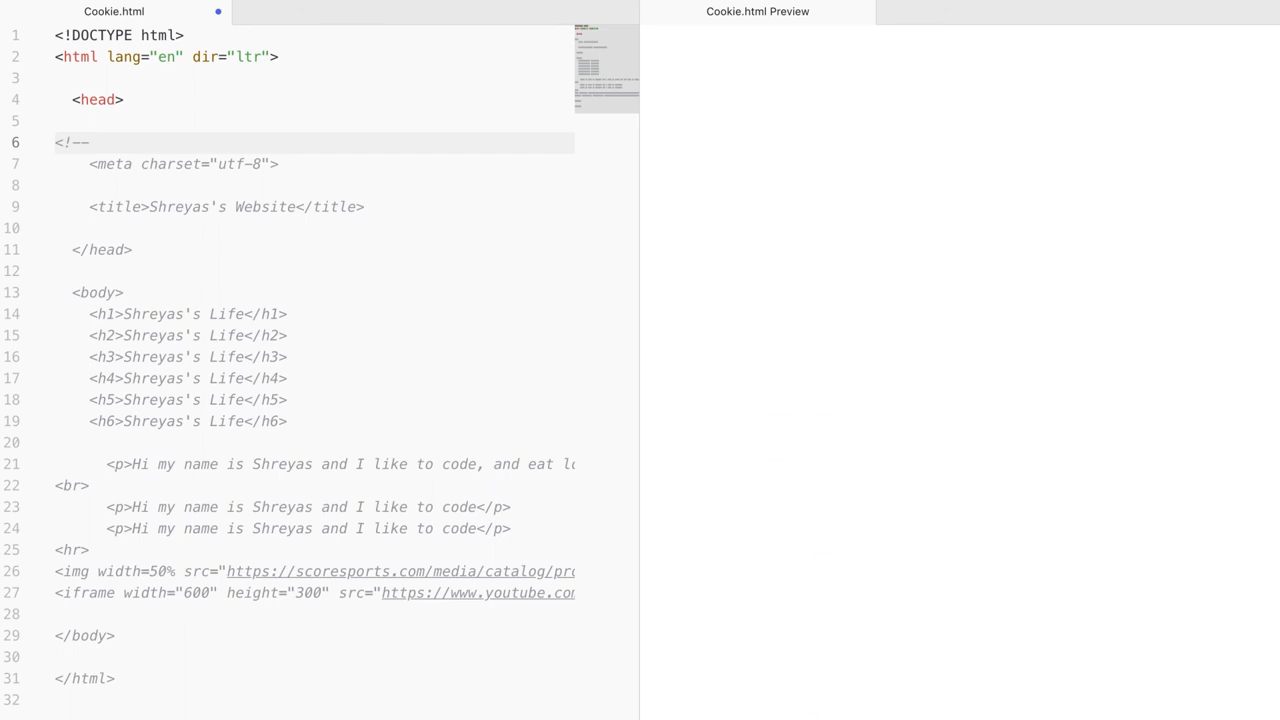 Cookie.html
Cookie.html Preview
1 <!DOCTYPE html>
2 <html lang="en" dir="ltr">
3
4 <head>
5
6 <!--
7 <meta charset="utf-8">
8
9 <title>Shreyas's Website</title>
10
11 </head>
12
13 <body>
14 <h1>Shreyas's Life</h1>
15 <h2>Shreyas's Life</h2>
16 <h3>Shreyas's Life</h3>
17 <h4>Shreyas's Life</h4>
18 <h5>Shreyas's Life</h5>
19 <h6>Shreyas's Life</h6>
20
21 <p>Hi my name is Shreyas and I like to code, and eat
22 <br>
23 <p>Hi my name is Shreyas and I like to code</p>
24 <p>Hi my name is Shreyas and I like to code</p>
25 <hr>
26 <img width=50% src="https://scoresports.com/media/catalog/pro
27 <iframe width="600" height="300" src="https://www.youtube.com
28
29 </body>
30
31 </html>
32